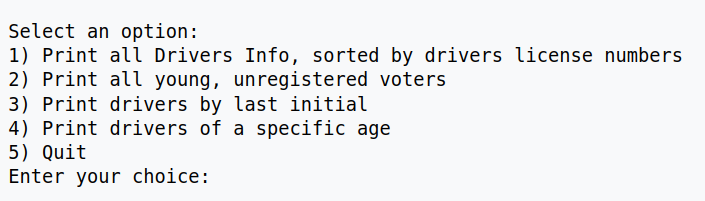 Select an option:
1) Print all Drivers Info, sorted by drivers license numbers
2) Print all young, unregistered voters
3) Print drivers by last initial
4) Print drivers of a specific age
5) Quit
Enter your choice: